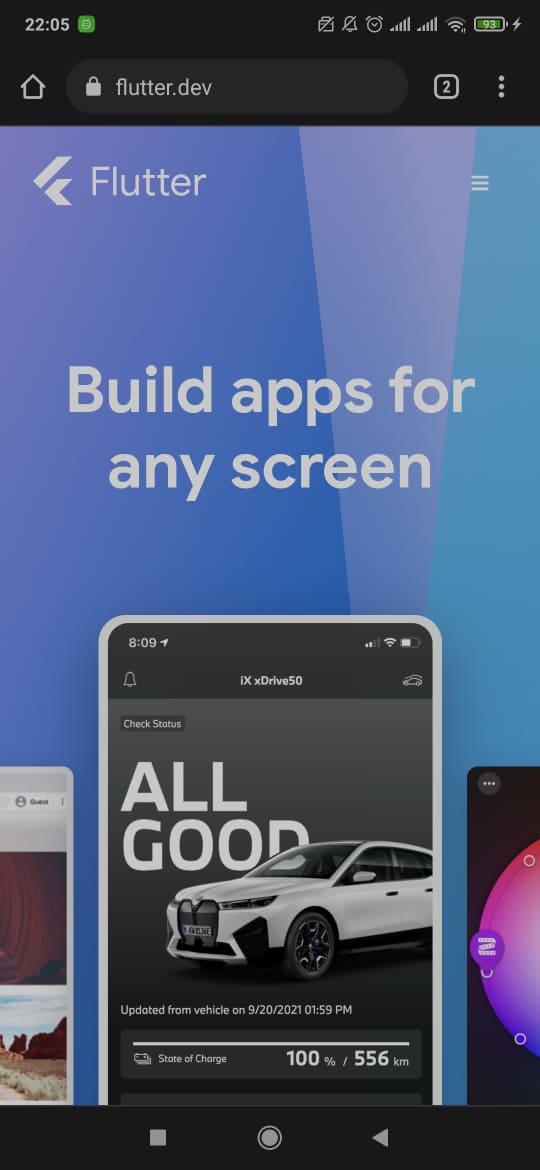 22:05
93
flutter.dev
2
Flutter
Build apps for
any screen
8:09
iX xDrive50
Check Status
ALL
GOOD
Guest
Updated from vehicle on 9/20/2021 01:59 PM
State of Charge 100 % / 556 km